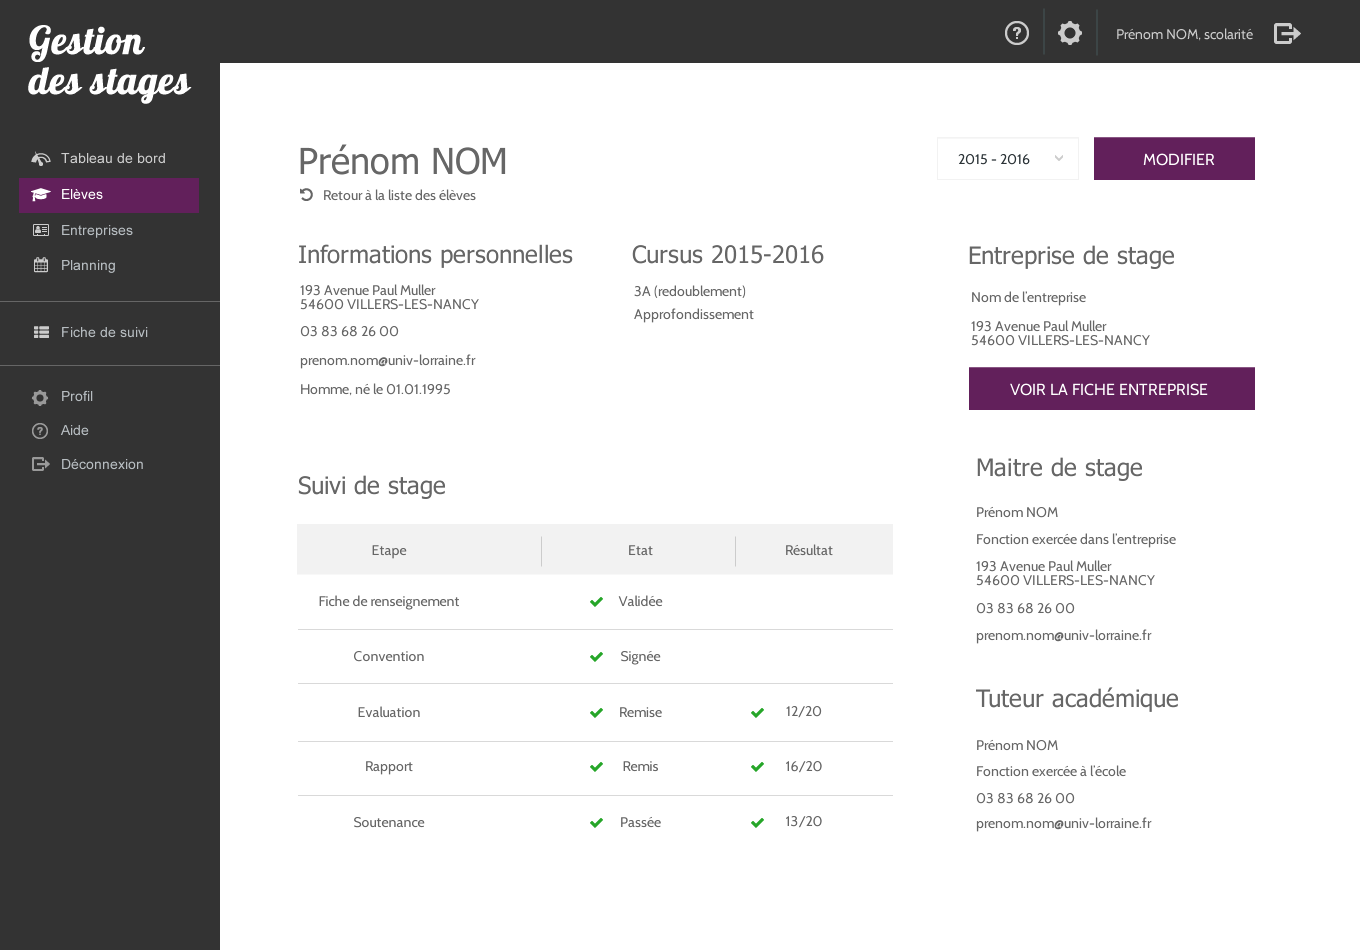 Gestion
des stages
Prénom NOM, scolarité
Tableau de bord
Elèves
Entreprises
Planning
Fiche de suivi
Profil
Aide
Déconnexion
Prénom NOM
Retour à la liste des élèves
2015 - 2016
MODIFIER
Informations personnelles
193 Avenue Paul Muller
54600 VILLERS-LES-NANCY
03 83 68 26 00
prenom.nom@univ-lorraine.fr
Homme, né le 01.01.1995
Cursus 2015-2016
3A (redoublement)
Approfondissement
Entreprise de stage
Nom de l'entreprise
193 Avenue Paul Muller
54600 VILLERS-LES-NANCY
VOIR LA FICHE ENTREPRISE
Suivi de stage
Etape Etat Résultat
Fiche de renseignement Validée
Convention Signée
Evaluation Remise 12/20
Rapport Remis 16/20
Soutenance Passée 13/20
Maitre de stage
Prénom NOM
Fonction exercée dans l'entreprise
193 Avenue Paul Muller
54600 VILLERS-LES-NANCY
03 83 68 26 00
prenom.nom@univ-lorraine.fr
Tuteur académique
Prénom NOM
Fonction exercée à l'école
03 83 68 26 00
prenom.nom@univ-lorraine.fr